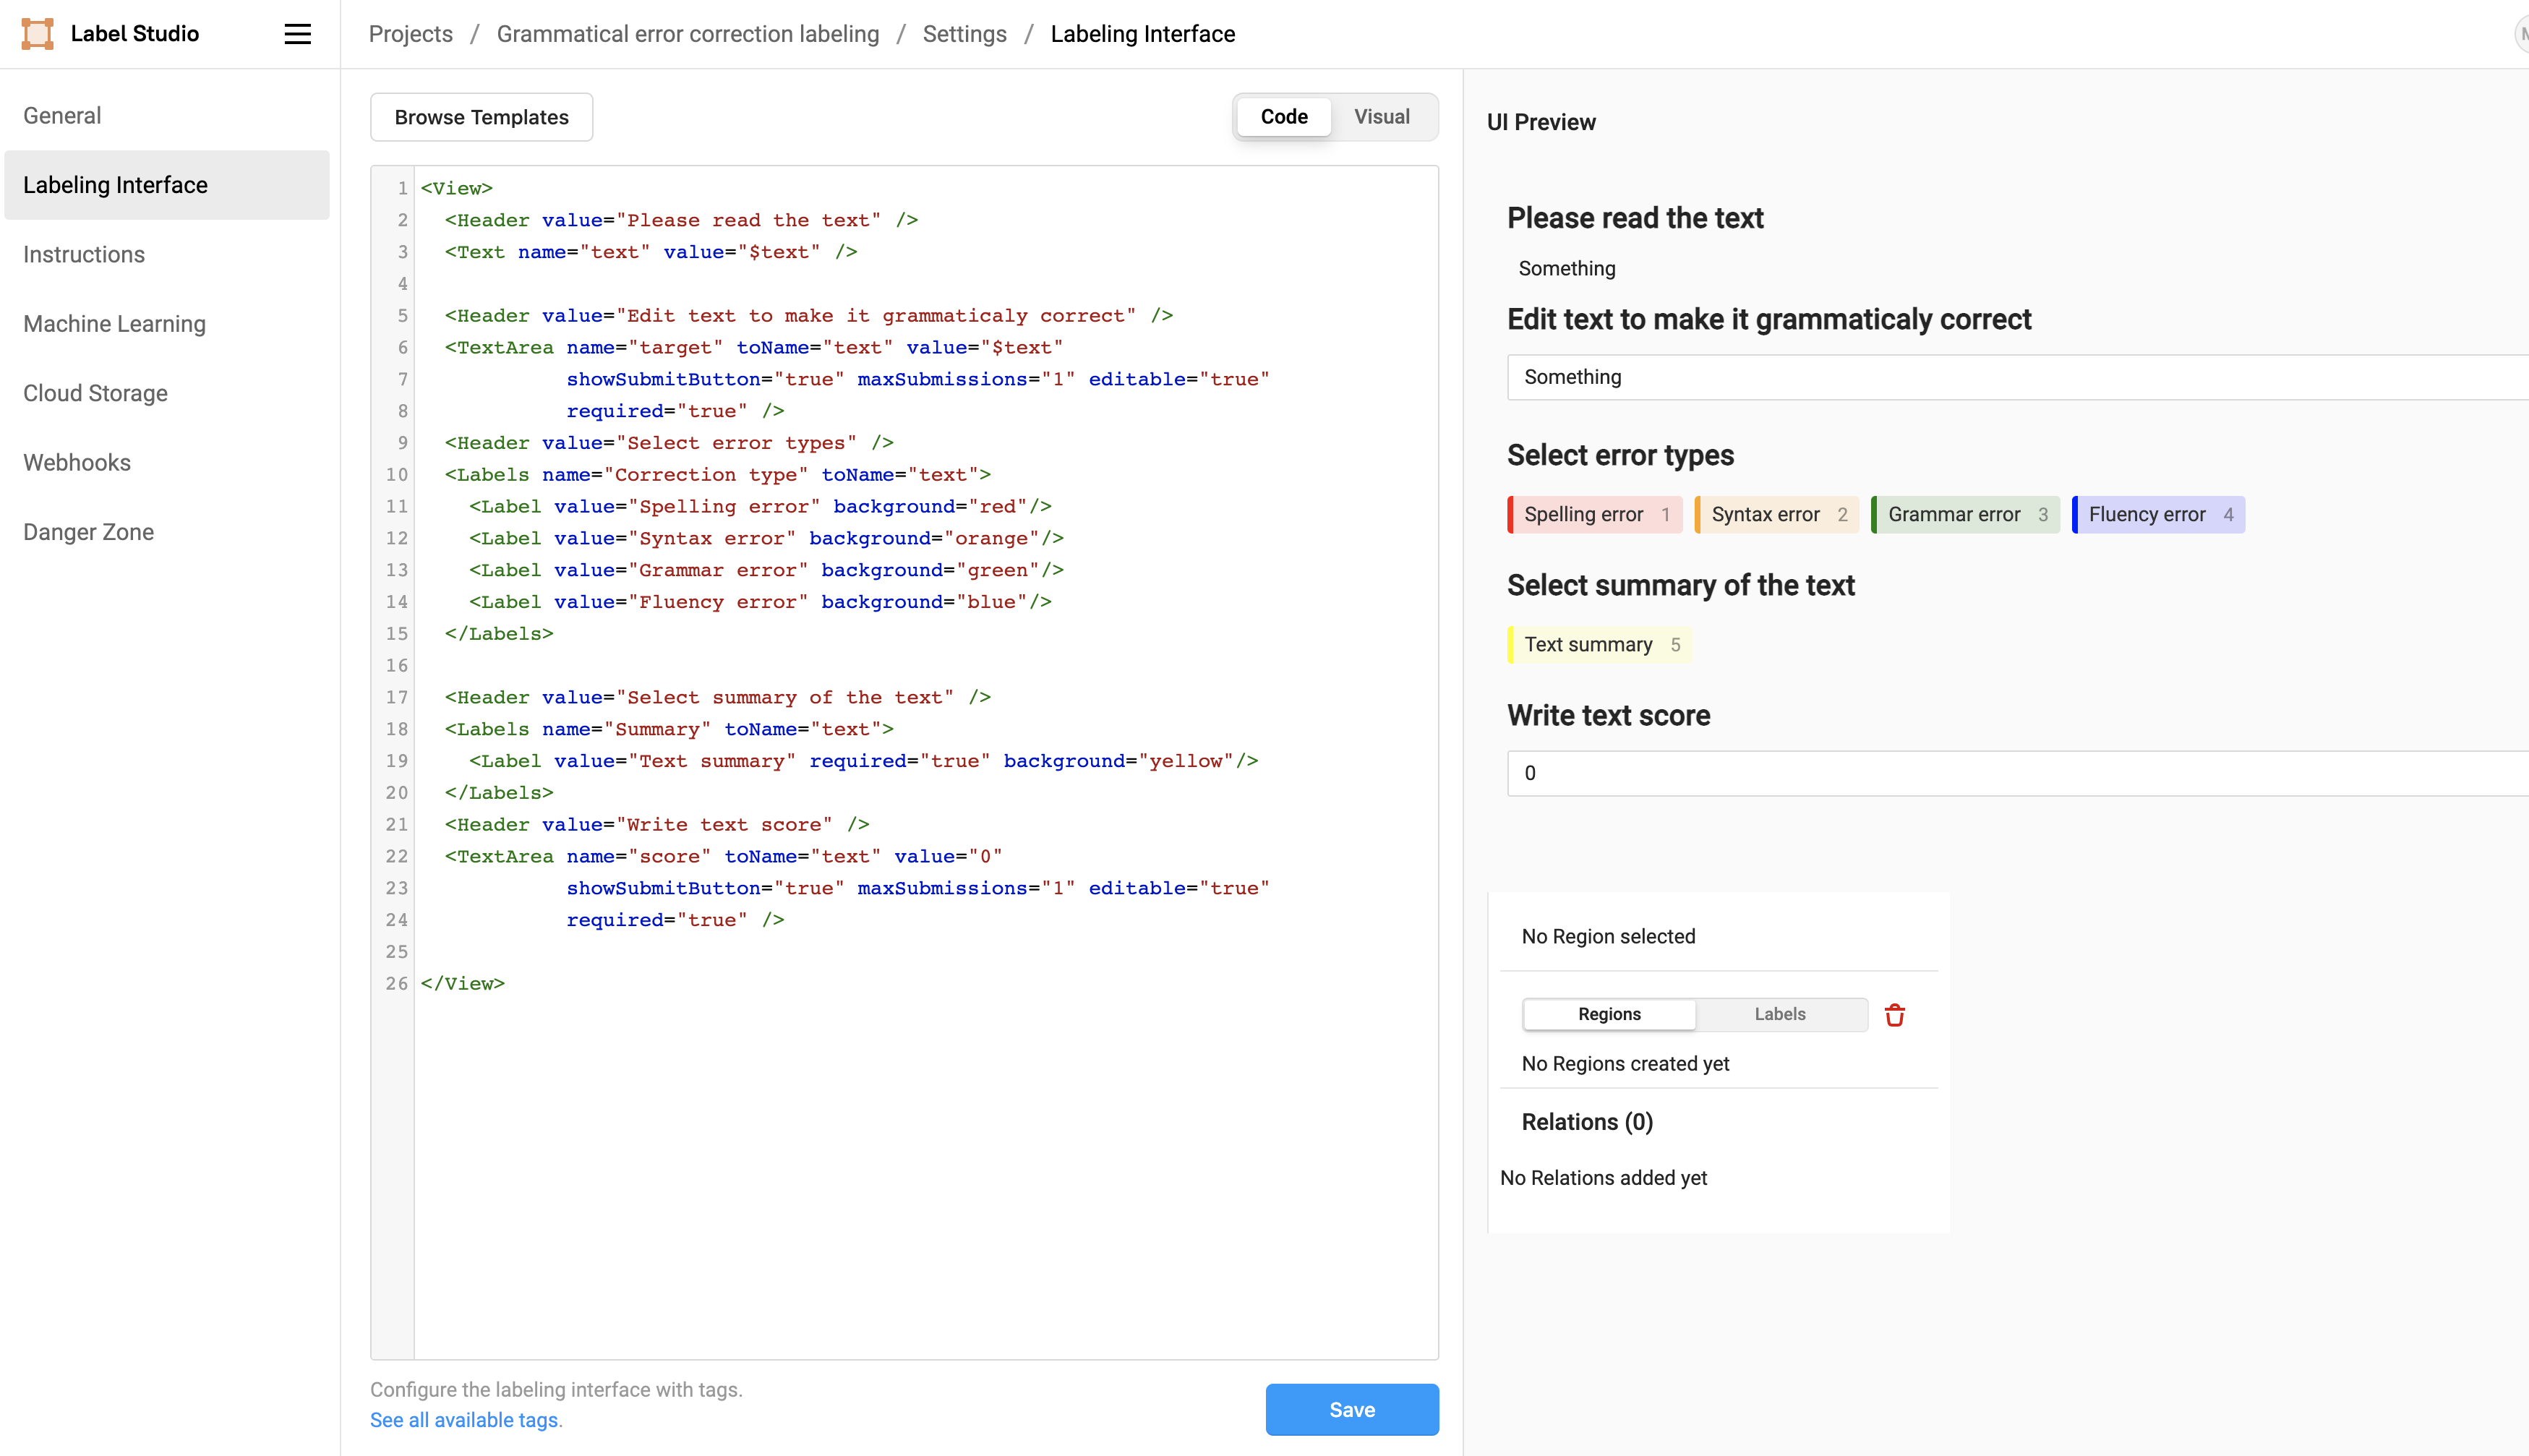 Label Studio
Projects / Grammatical error correction labeling / Settings / Labeling Interface
General
Labeling Interface
Instructions
Machine Learning
Cloud Storage
Webhooks
Danger Zone
Browse Templates
Code Visual
1 <View>
2 <Header value="Please read the text" />
3 <Text name="text" value="$text" />
4
5 <Header value="Edit text to make it grammaticaly correct" />
6 <TextArea name="target" toName="text" value="$text"
7 showSubmitButton="true" maxSubmissions="1" editable="true"
8 required="true" />
9 <Header value="Select error types" />
10 <Labels name="Correction type" toName="text">
11 <Label value="Spelling error" background="red"/>
12 <Label value="Syntax error" background="orange"/>
13 <Label value="Grammar error" background="green"/>
14 <Label value="Fluency error" background="blue"/>
15 </Labels>
16
17 <Header value="Select summary of the text" />
18 <Labels name="Summary" toName="text">
19 <Label value="Text summary" required="true" background="yellow"/>
20 </Labels>
21 <Header value="Write text score" />
22 <TextArea name="score" toName="text" value="0"
23 showSubmitButton="true" maxSubmissions="1" editable="true"
24 required="true" />
25
26 </View>
Configure the labeling interface with tags.
See all available tags.
Save
UI Preview
Please read the text
Something
Edit text to make it grammaticaly correct
Something
Select error types
Spelling error 1 Syntax error 2 Grammar error 3 Fluency error 4
Select summary of the text
Text summary 5
Write text score
0
No Region selected
Regions Labels
No Regions created yet
Relations (0)
No Relations added yet